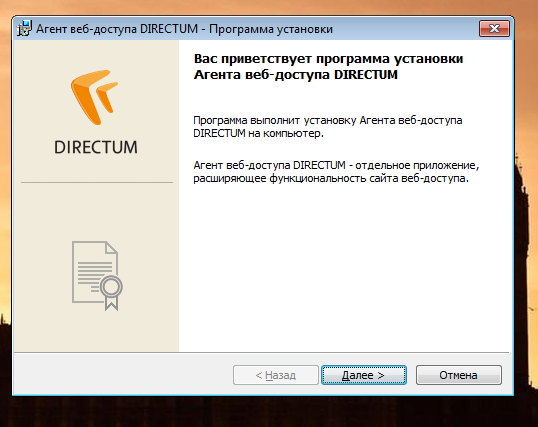 Агент веб-доступа DIRECTUM - Программа установки
DIRECTUM
Вас приветствует программа установки
Агента веб-доступа DIRECTUM
Программа выполнит установку Агента веб-доступа
DIRECTUM на компьютер.
Агент веб-доступа DIRECTUM - отдельное приложение,
расширяющее функциональность сайта веб-доступа.
< Назад
Далее >
Отмена